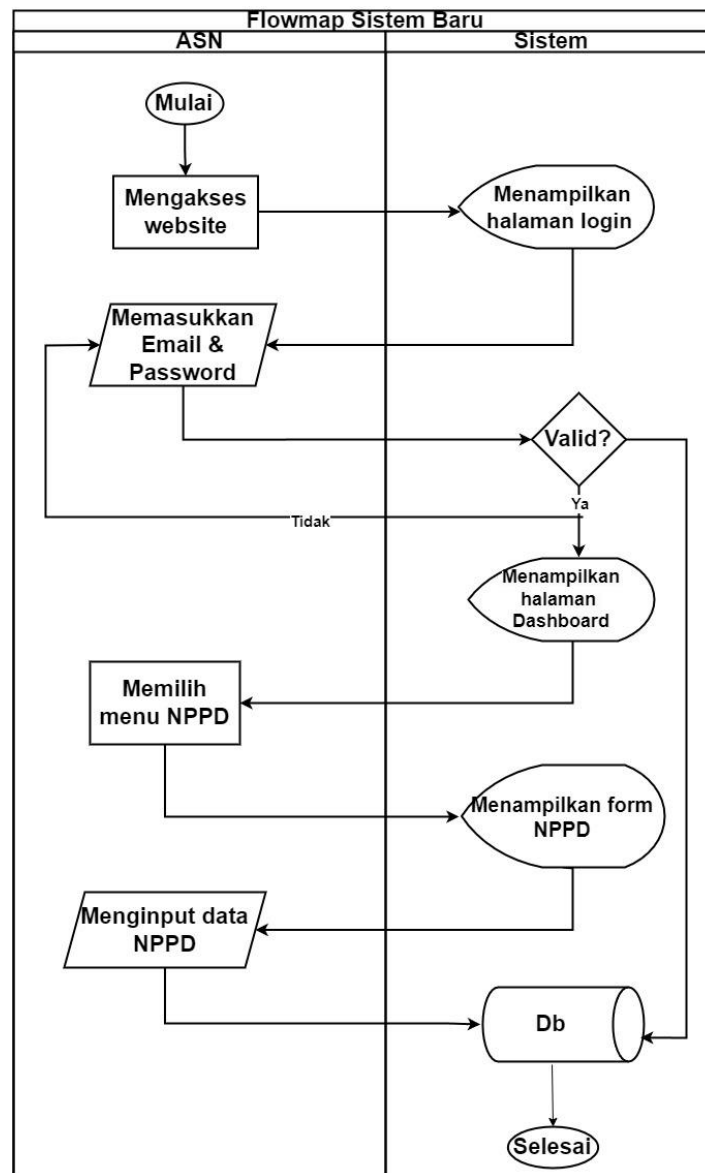 Flowmap Sistem Baru
ASN
Sistem
Mulai
Mengakses
website
Menampilkan
halaman login
Memasukkan
Email &
Password
Valid?
Ya
Tidak
Menampilkan
halaman
Dashboard
Memilih
menu NPPD
Menampilkan form
NPPD
Menginput data
NPPD
Db
Selesai